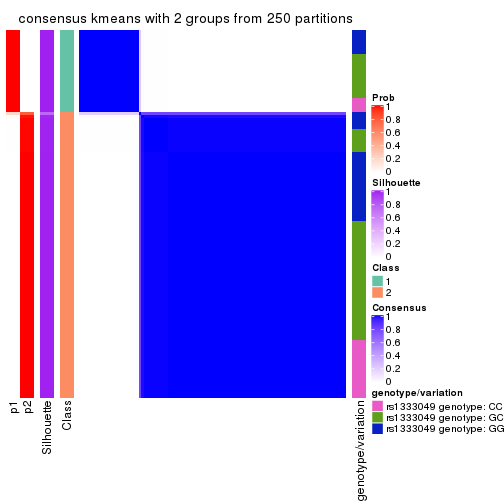 consensus kmeans with 2 groups from 250 partitions
Prob
1
0.8
0.6
0.4
0.2
0
Silhouette
1
0.8
0.6
0.4
0.2
0
Class
1
2
Consensus
1
0.8
0.6
0.4
0.2
0
genotype/variation
rs1333049 genotype: CC
rs1333049 genotype: GC
rs1333049 genotype: GG
p1
p2
Silhouette
Class
genotype/variation